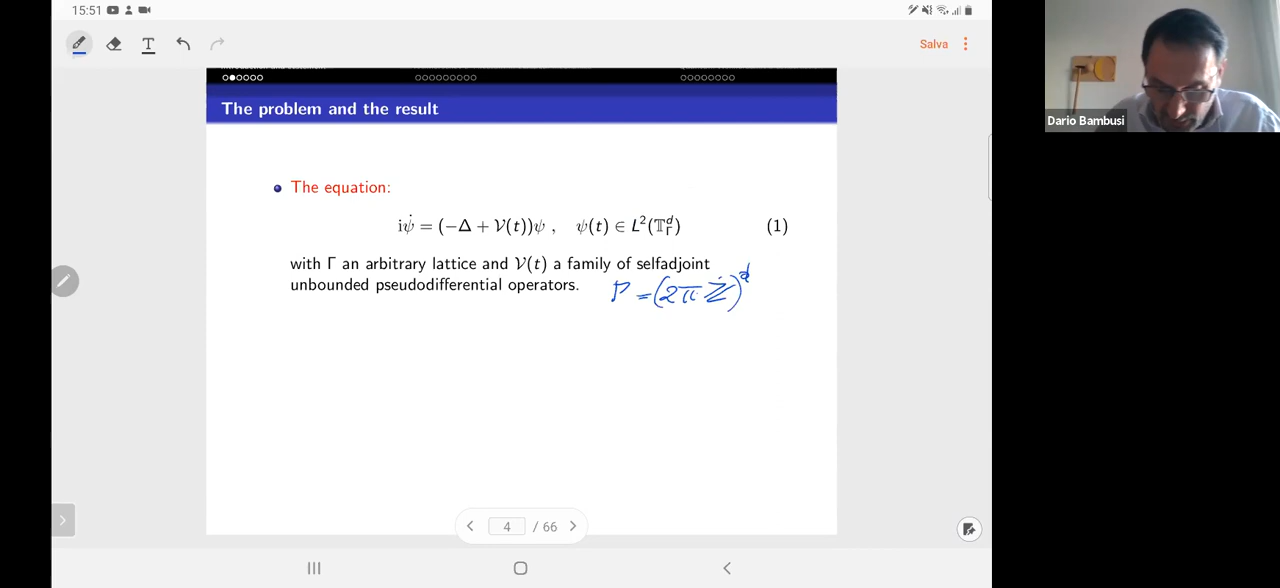 15:51
Salva
The problem and the result
The equation:
iψ̇ = (−Δ + 𝒱(t))ψ , ψ(t) ∈ L²(𝕋ᵈ_Γ) (1)
with Γ an arbitrary lattice and 𝒱(t) a family of selfadjoint
unbounded pseudodifferential operators.
Γ = (2π ℤ)ᵈ
4 / 66
Dario Bambusi